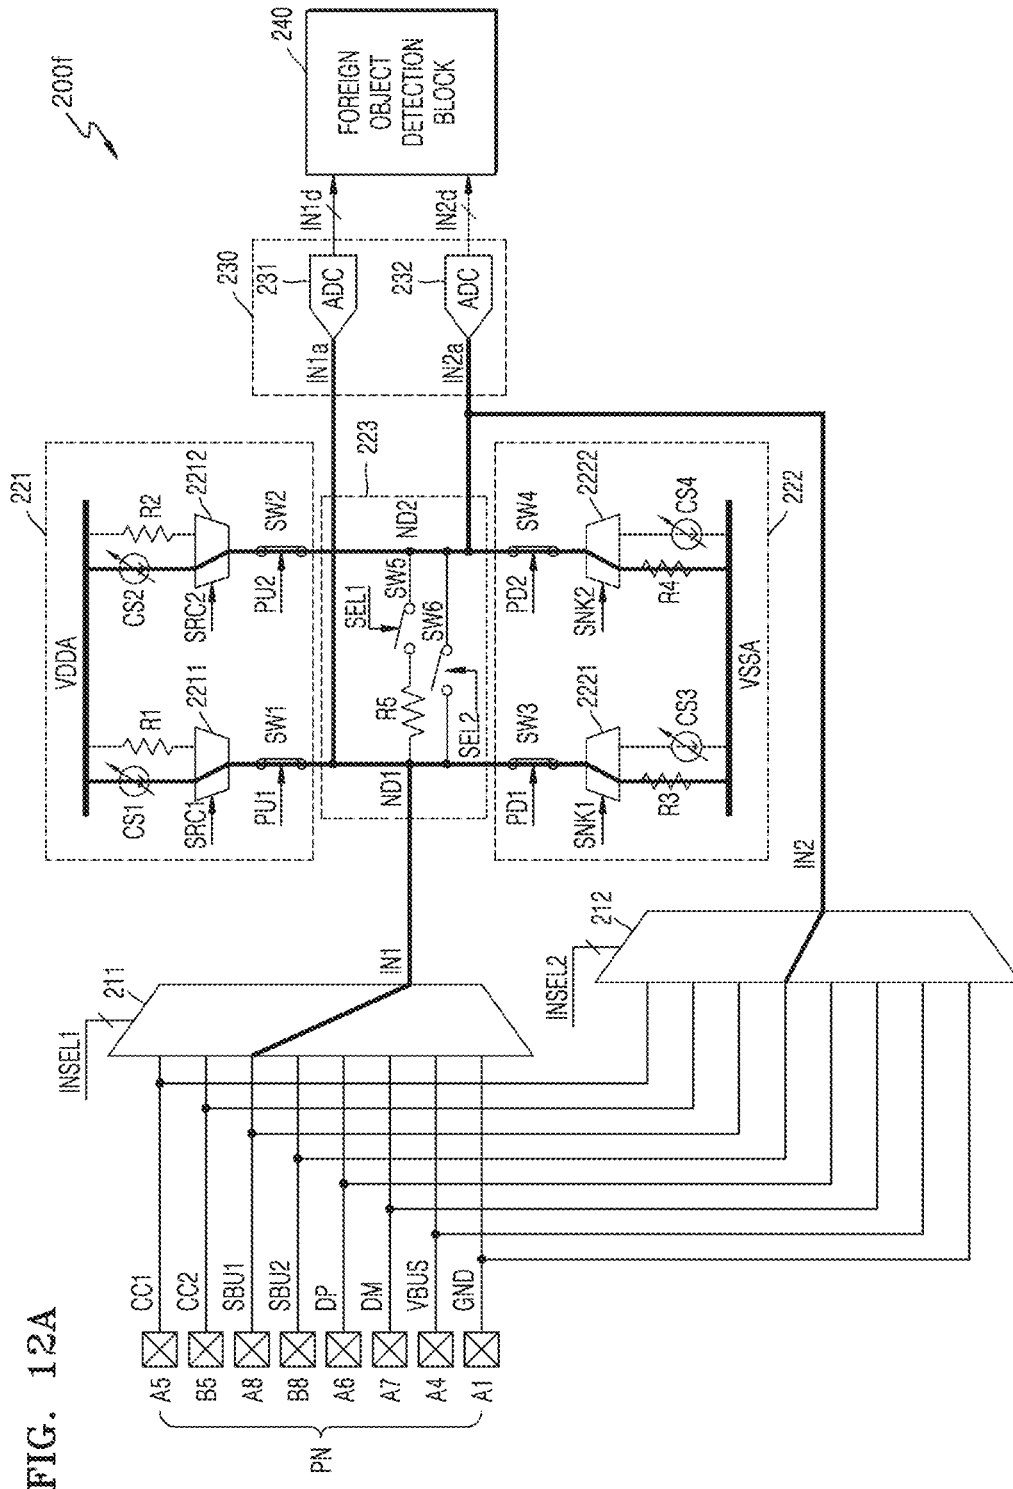 FIG. 12A
200f
PN
A5
B5
A8
B8
A6
A7
A4
A1
CC1
CC2
SBU1
SBU2
DP
DM
VBUS
GND
INSEL1
211
IN1
INSEL2
212
IN2
221
VDDA
CS1
R1
SRC1
2211
PU1
SW1
CS2
R2
SRC2
2212
PU2
SW2
223
ND1
ND2
R5
SEL1
SW5
SW6
SEL2
PD1
SW3
SNK1
2221
R3
CS3
PD2
SW4
SNK2
2222
R4
CS4
VSSA
222
230
IN1a
231
ADC
IN1d
IN2a
232
ADC
IN2d
240
FOREIGN
OBJECT
DETECTION
BLOCK